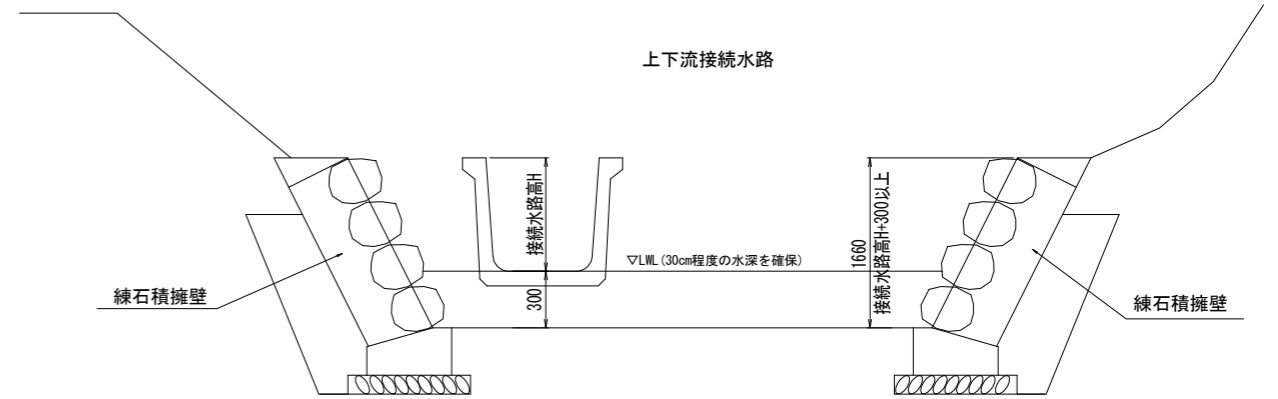 上下流接続水路
接続水路高H
300
▽LWL(30cm程度の水深を確保)
1660
接続水路高H+300以上
練石積擁壁
練石積擁壁